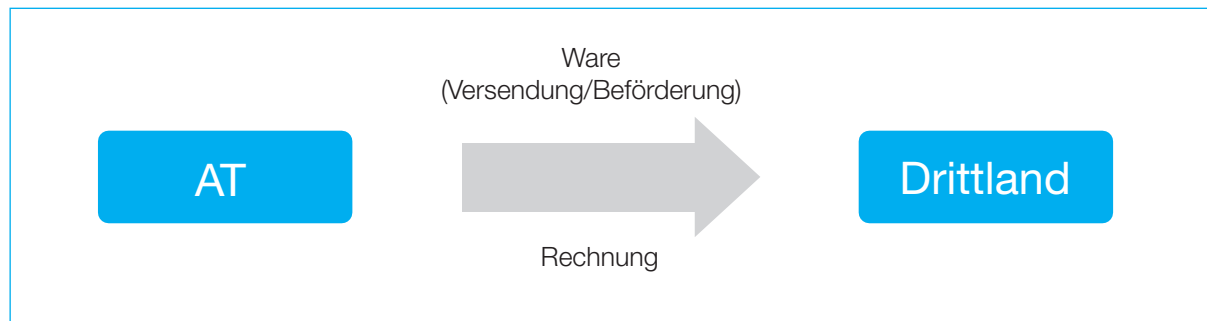 Ware
(Versendung/Beförderung)
AT
Drittland
Rechnung